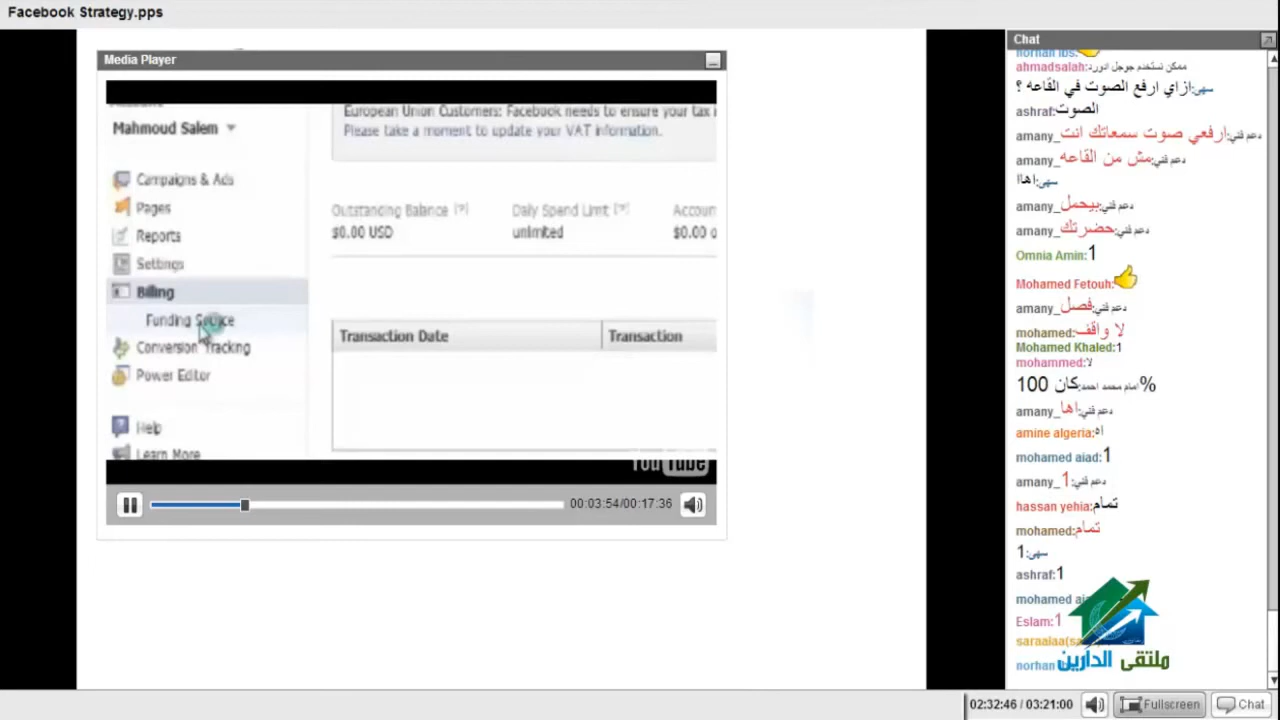 Facebook Strategy.pps
Media Player
Mahmoud Salem
Campaigns & Ads
Pages
Reports
Settings
Billing
Funding Source
Conversion Tracking
Power Editor
Help
Learn More
European Union Customers: Facebook needs to ensure your tax
Please take a moment to update your VAT information.
Outstanding Balance [?]
Daily Spend Limit [?]
Accoun
$0.00 USD
unlimited
$0.00
Transaction Date
Transaction
YouTube
00:03:54/00:17:36
Chat
norhan ibs:
ahmadsalah: ممكن نستخدم جوجل ادورد
سهى: ازاي ارفع الصوت في القاعه ؟
ashraf: الصوت
amany_دعم فني: ارفعي صوت سمعاتك انت
amany_دعم فني: مش من القاعه
سهى: اهاا
amany_دعم فني: بيحمل
amany_دعم فني: حضرتك
Omnia Amin: 1
Mohamed Fetouh:
amany_دعم فني: فصل
mohamed: لا واقف
Mohamed Khaled: 1
mohammed: لا
امام محمد احمد: كان 100%
amany_دعم فني: اها
amine algeria: اه
mohamed aiad: 1
amany_دعم فني: 1
hassan yehia: تمام
mohamed: تمام
سهى: 1
ashraf: 1
mohamed
Eslam: 1
norhan
ملتقى الدارين
02:32:46 / 03:21:00
Fullscreen
Chat